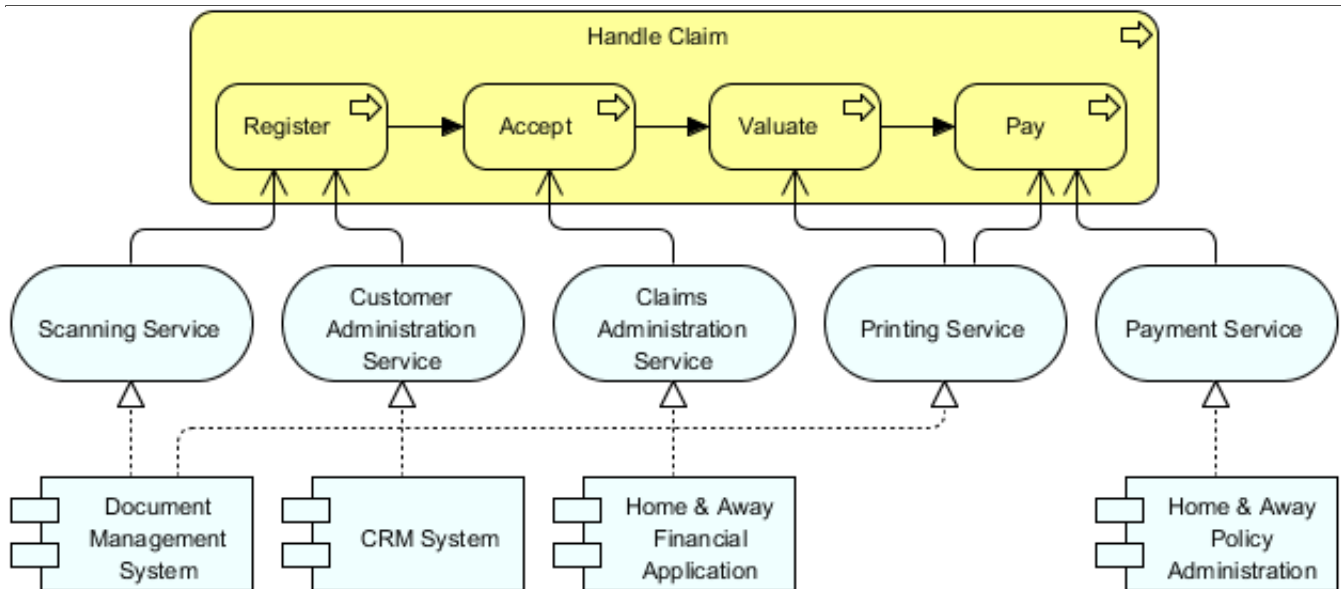 Handle Claim
Register
Accept
Valuate
Pay
Scanning Service
Customer
Administration
Service
Claims
Administration
Service
Printing Service
Payment Service
Document
Management
System
CRM System
Home & Away
Financial
Application
Home & Away
Policy
Administration